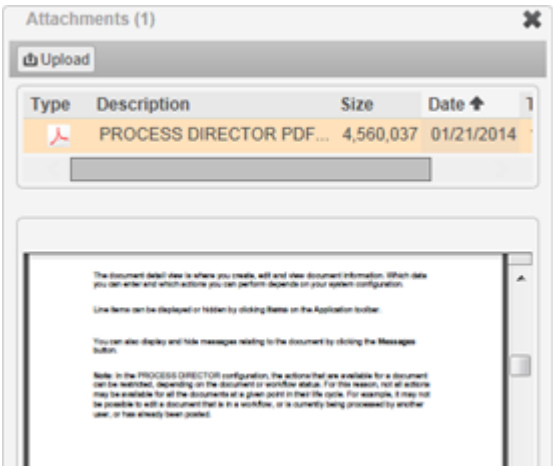 Attachments (1)
Upload
Type Description Size Date
PROCESS DIRECTOR PDF... 4,560,037 01/21/2014
The document detail view is where you create, edit and view document information. Which data
you can enter and which actions you can perform depends on your system configuration.
Line items can be displayed or hidden by clicking Items on the Application toolbar.
You can also display and hide messages relating to the document by clicking the Messages
button.
Note: In the PROCESS DIRECTOR configuration, the actions that are available for a document
can be restricted, depending on the document or workflow status. For this reason, not all actions
may be available for all the documents at a given point in their life cycle. For example, it may not
be possible to edit a document that is in a workflow, or is currently being processed by another
user, or has already been posted.